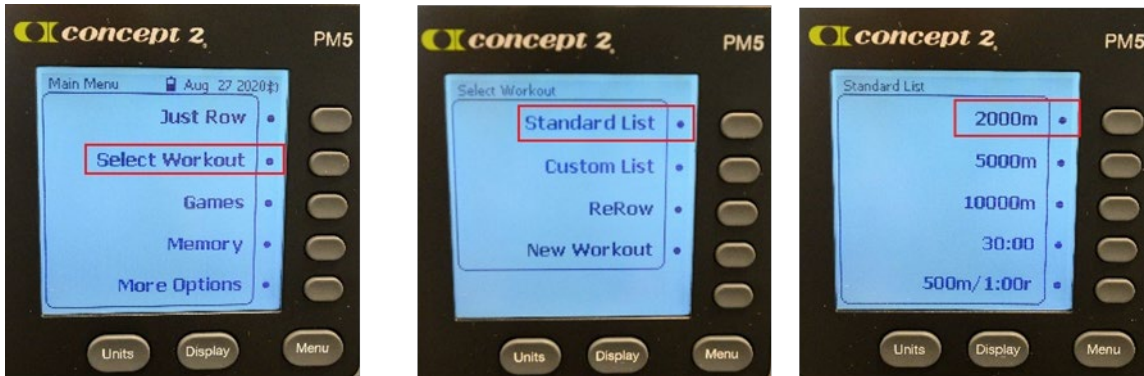 concept 2
PM5
Main Menu Aug 27 2020
Just Row
Select Workout
Games
Memory
More Options
Units Display Menu
concept 2
PM5
Select Workout
Standard List
Custom List
ReRow
New Workout
Units Display Menu
concept 2
PM5
Standard List
2000m
5000m
10000m
30:00
500m/1:00r
Units Display Menu